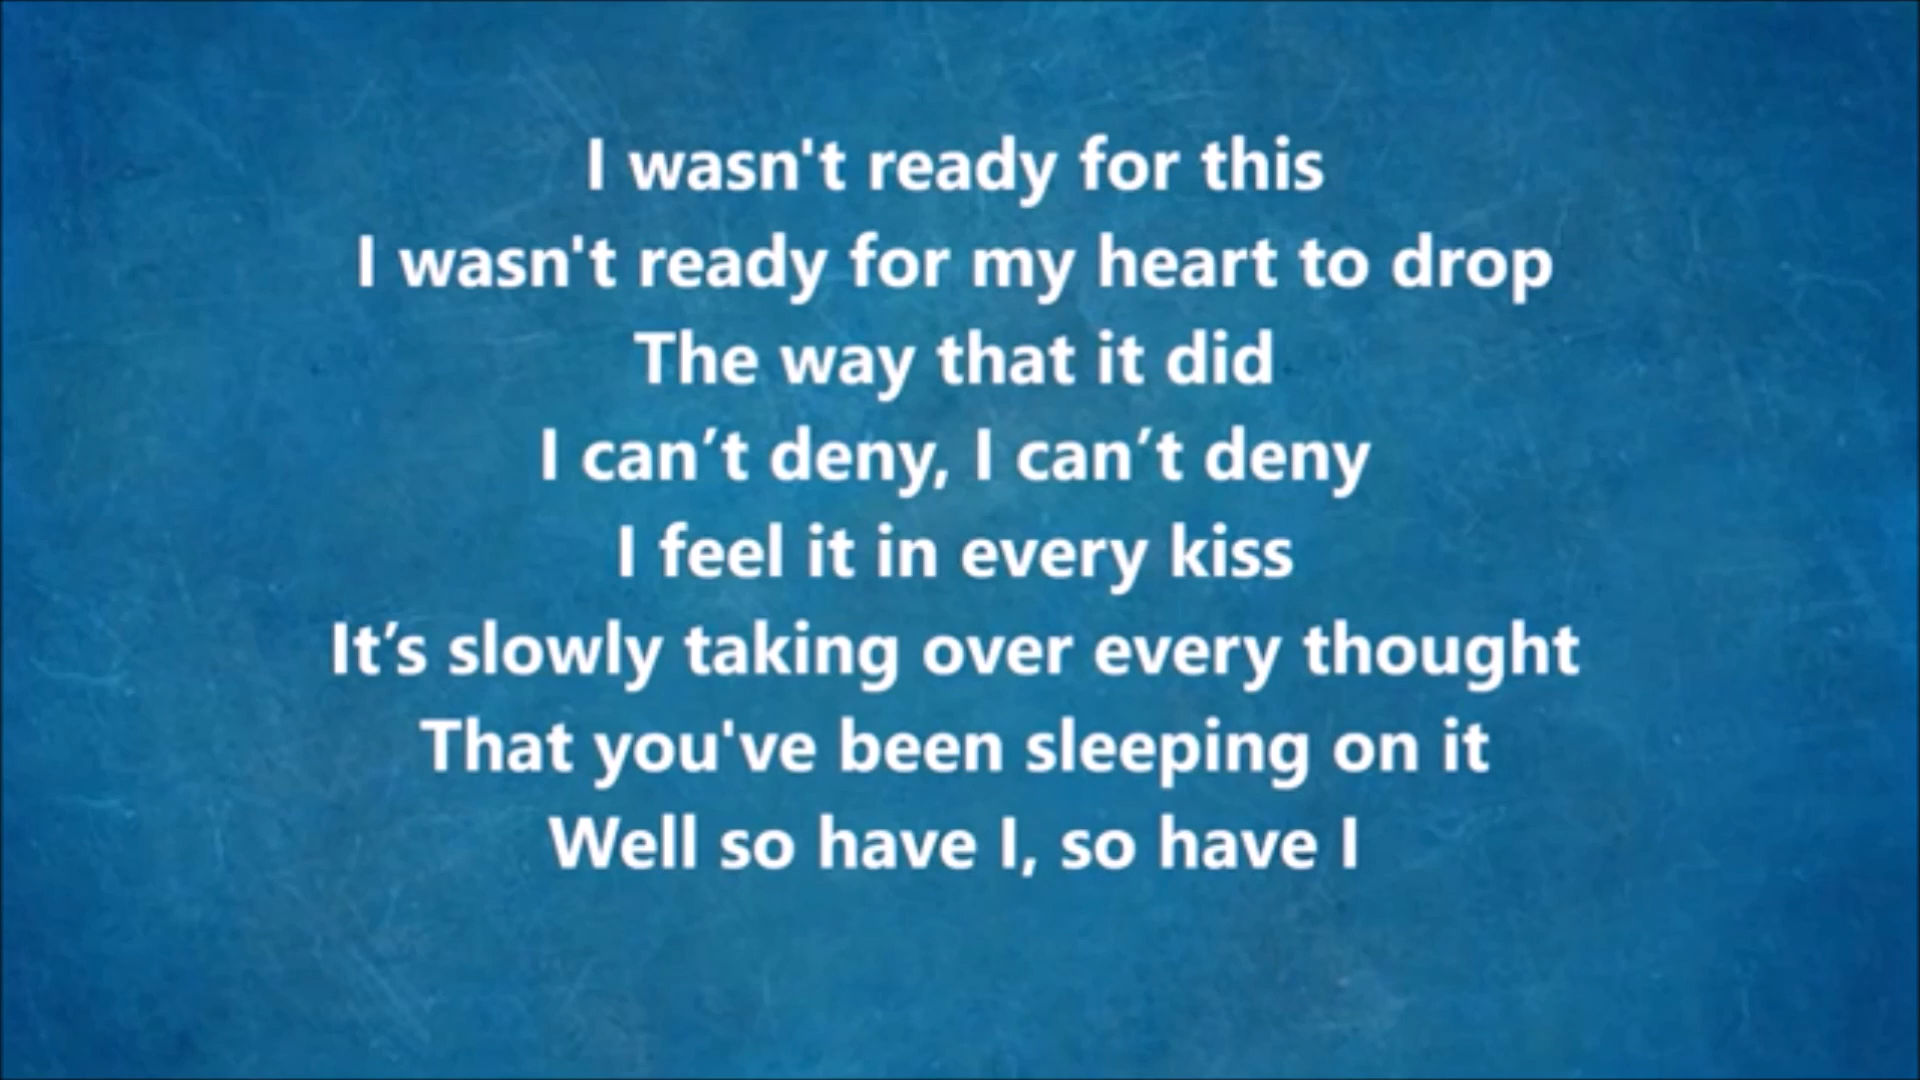 I wasn't ready for this
I wasn't ready for my heart to drop
The way that it did
I can’t deny, I can’t deny
I feel it in every kiss
It’s slowly taking over every thought
That you've been sleeping on it
Well so have I, so have I